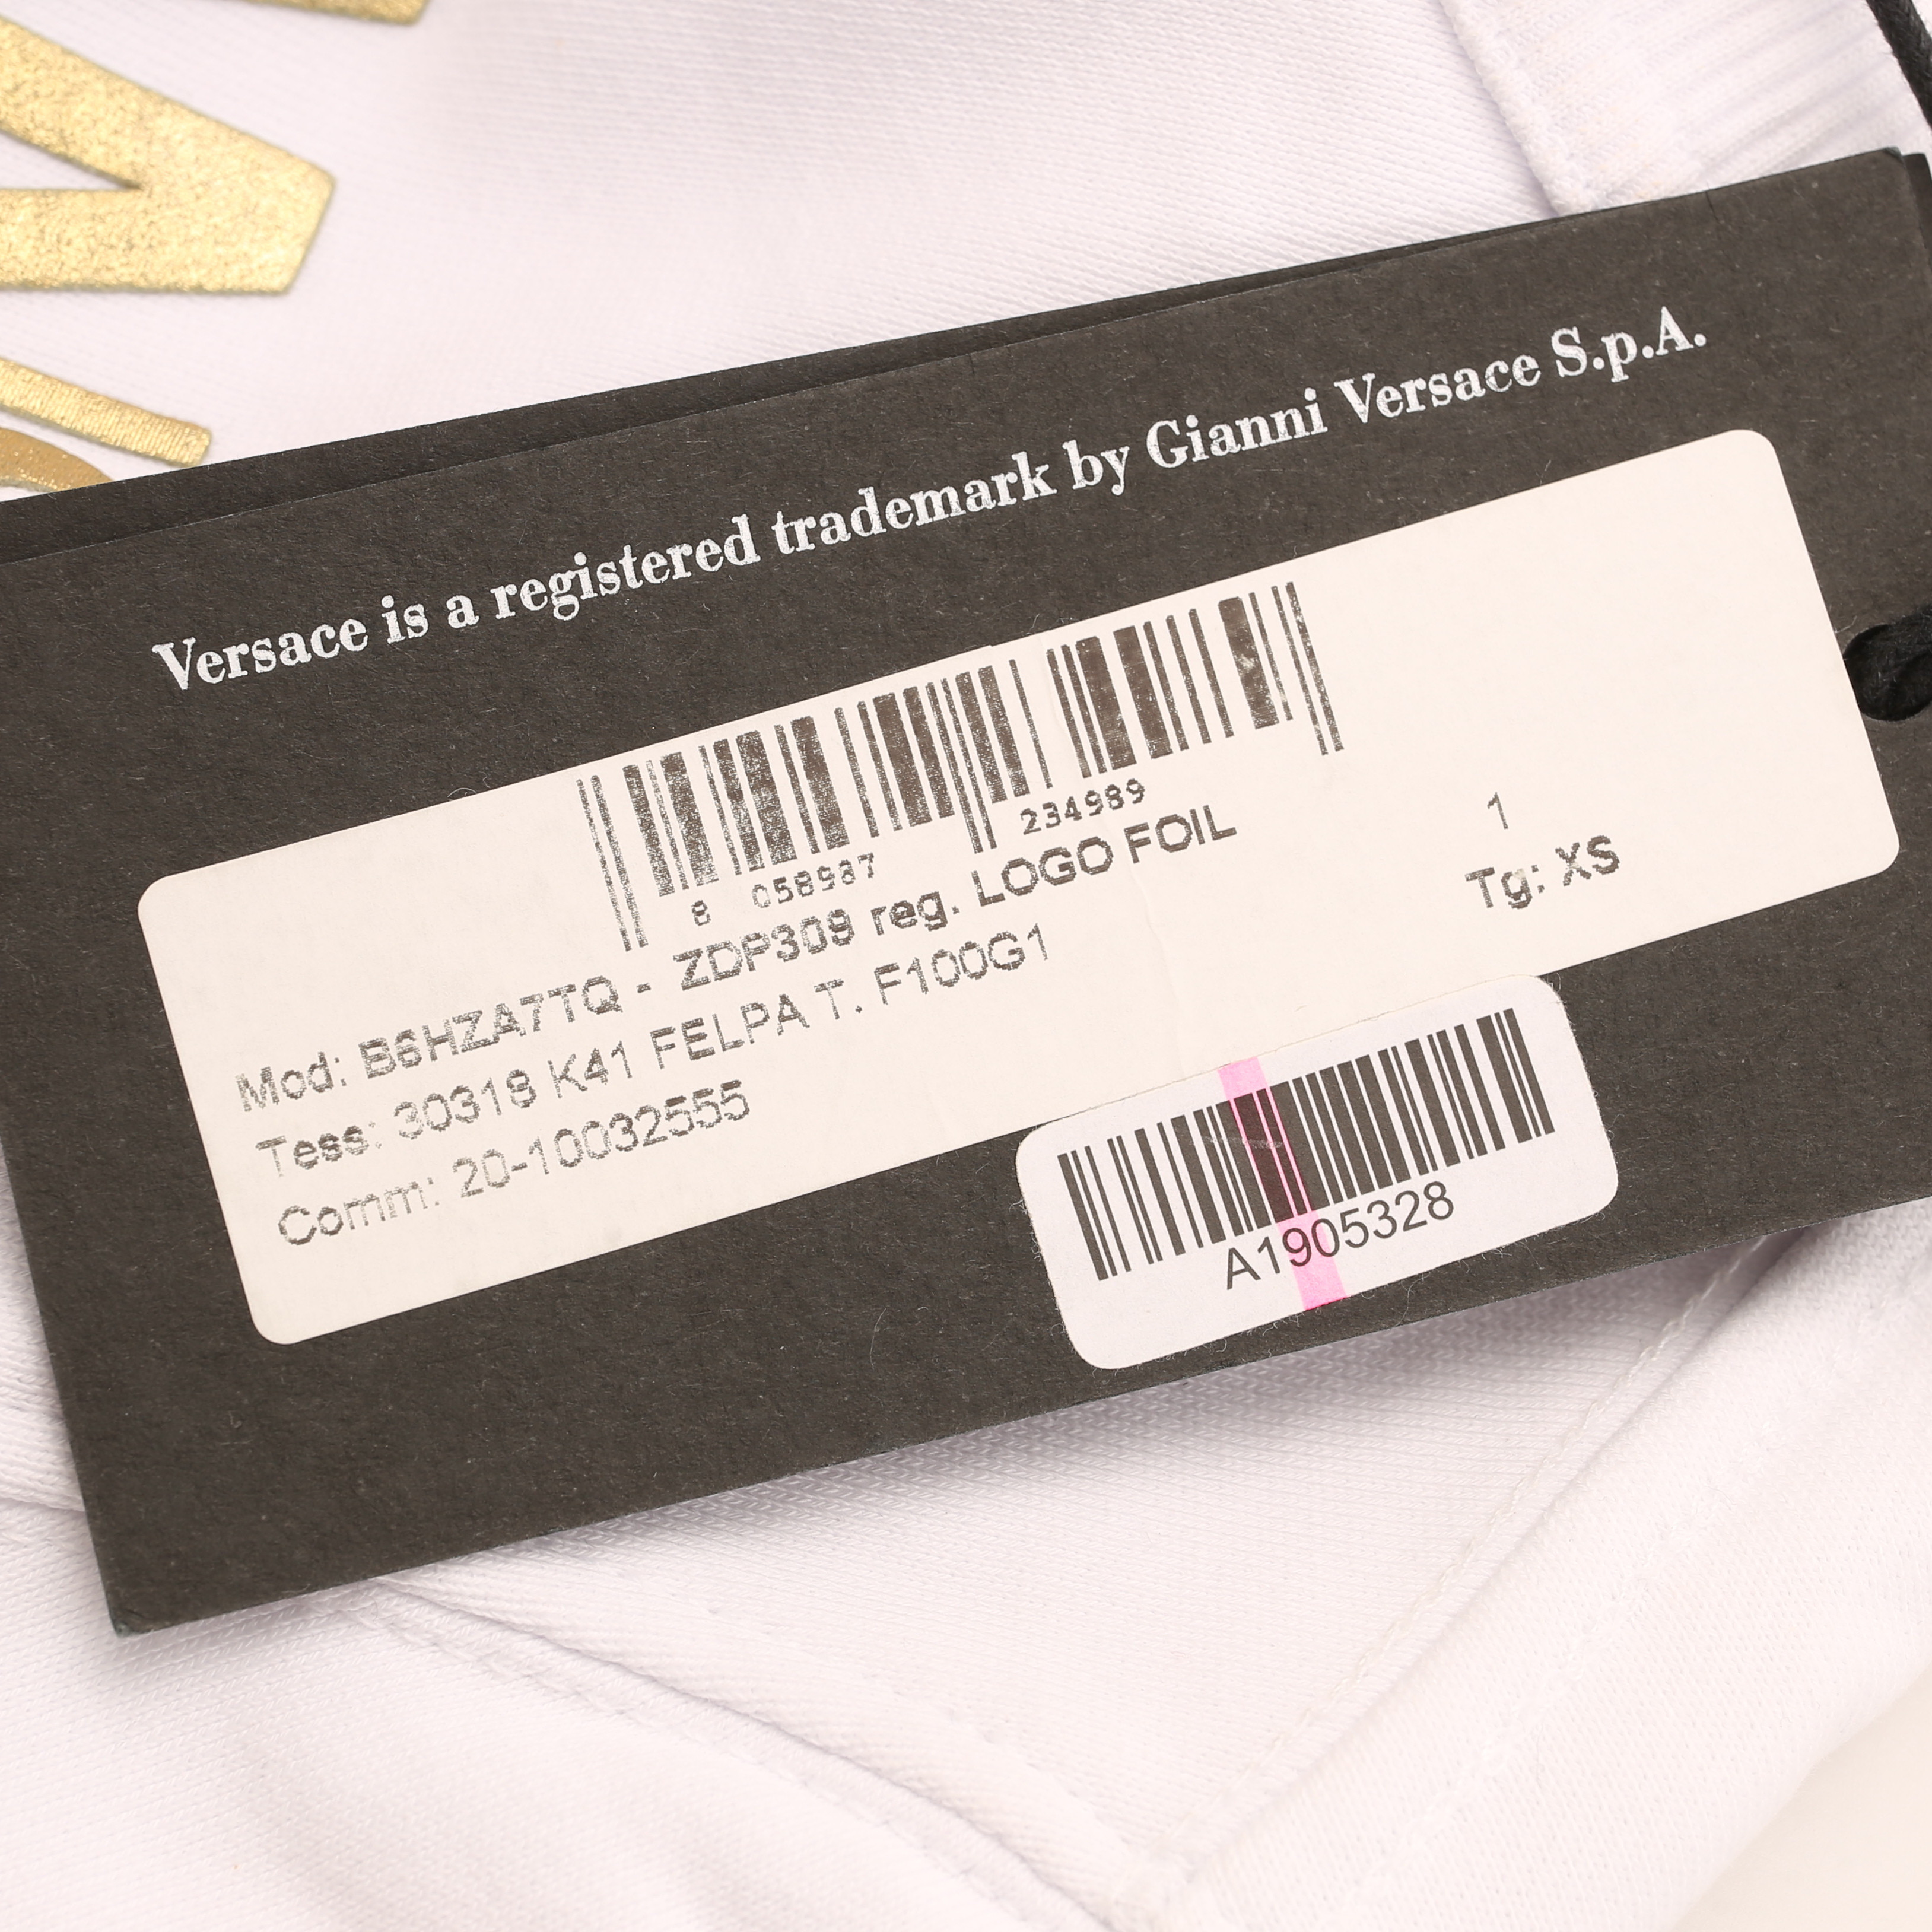 Versace is a registered trademark by Gianni Versace S.p.A.
8 058987 234989
Mod: B6HZA7TQ - ZDP309 reg. LOGO FOIL
1
Tess: 30318 K41 FELPA T. F100G1
Tg: XS
Comm: 20-10032555
A1905328